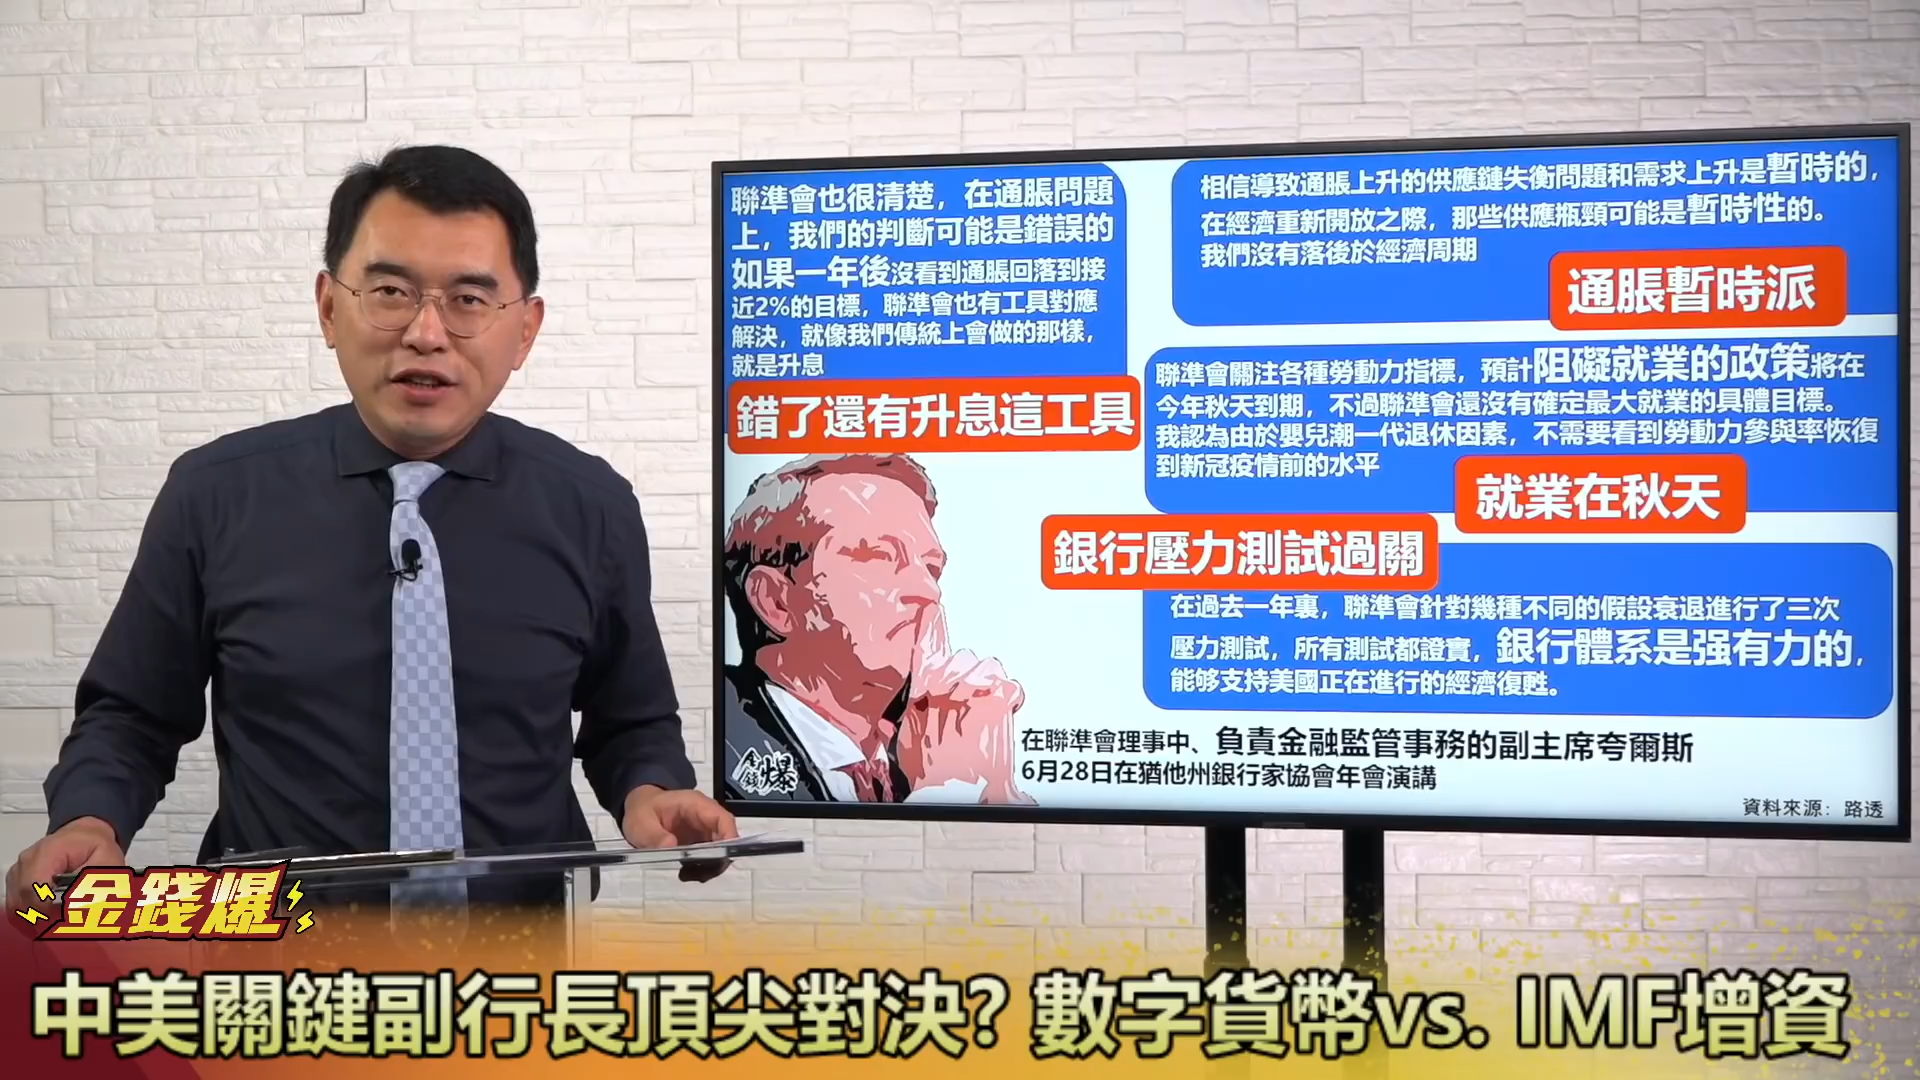 聯準會也很清楚，在通脹問題
上，我們的判斷可能是錯誤的
如果一年後沒看到通脹回落到接
近2%的目標，聯準會也有工具對應
解決，就像我們傳統上會做的那樣，
就是升息
錯了還有升息這工具
相信導致通脹上升的供應鏈失衡問題和需求上升是暫時的，
在經濟重新開放之際，那些供應瓶頸可能是暫時性的。
我們沒有落後於經濟周期
通脹暫時派
聯準會關注各種勞動力指標，預計阻礙就業的政策將在
今年秋天到期，不過聯準會還沒有確定最大就業的具體目標。
我認為由於嬰兒潮一代退休因素，不需要看到勞動力參與率恢復
到新冠疫情前的水平
就業在秋天
銀行壓力測試過關
在過去一年裏，聯準會針對幾種不同的假設衰退進行了三次
壓力測試，所有測試都證實，銀行體系是强有力的，
能够支持美國正在進行的經濟復甦。
在聯準會理事中、負責金融監管事務的副主席夸爾斯
6月28日在猶他州銀行家協會年會演講
資料來源：路透
金錢爆
金錢爆
中美關鍵副行長頂尖對決? 數字貨幣vs. IMF增資